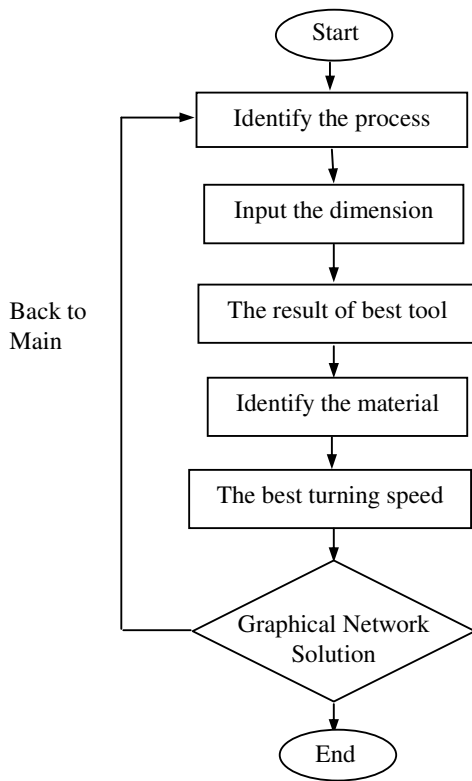 Start
Identify the process
Input the dimension
Back to
Main
The result of best tool
Identify the material
The best turning speed
Graphical Network
Solution
End